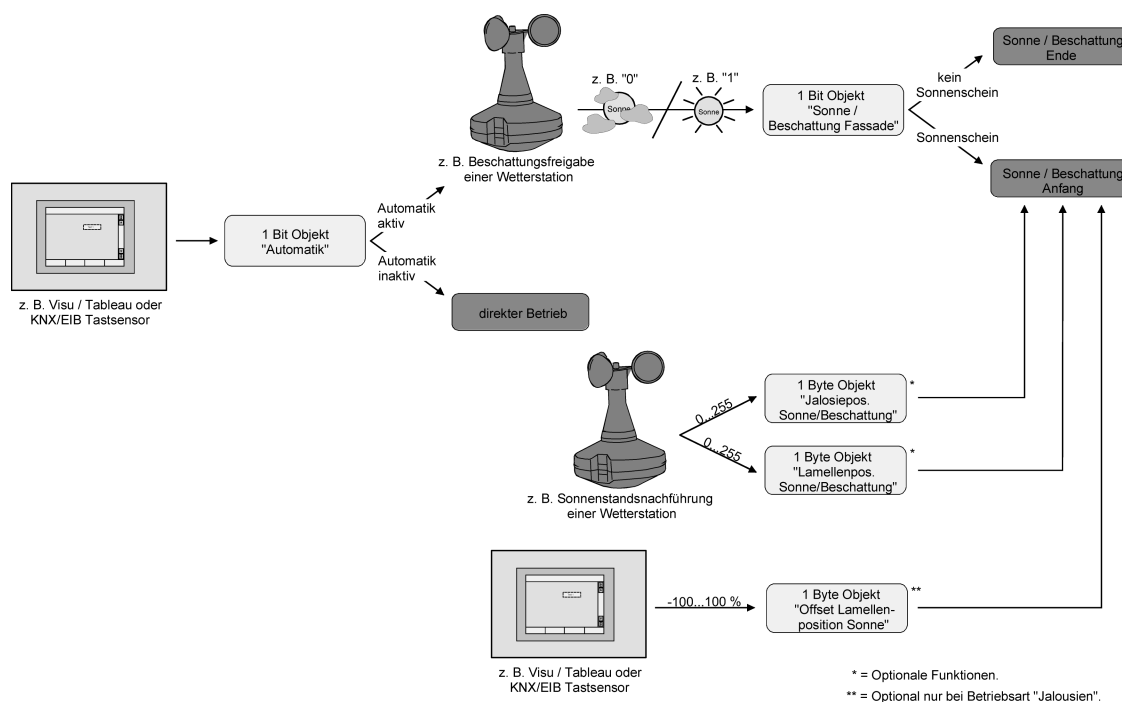 Sonne / Beschattung
Ende
z. B. "0"
z. B. "1"
Sonne
Sonne
kein
Sonnenschein
1 Bit Objekt
"Sonne /
Beschattung Fassade"
Sonnenschein
z. B. Beschattungsfreigabe
einer Wetterstation
Sonne / Beschattung
Anfang
Automatik
aktiv
1 Bit Objekt
"Automatik"
Automatik
inaktiv
z. B. Visu / Tableau oder
KNX/EIB Tastsensor
direkter Betrieb
0...255
1 Byte Objekt
"Jalosiepos.
Sonne/Beschattung"
*
0...255
1 Byte Objekt
"Lamellenpos.
Sonne/Beschattung"
*
z. B. Sonnenstandsnachführung
einer Wetterstation
-100...100 %
1 Byte Objekt
"Offset Lamellen-
position Sonne"
**
z. B. Visu / Tableau oder
KNX/EIB Tastsensor
* = Optionale Funktionen.
** = Optional nur bei Betriebsart "Jalousien".